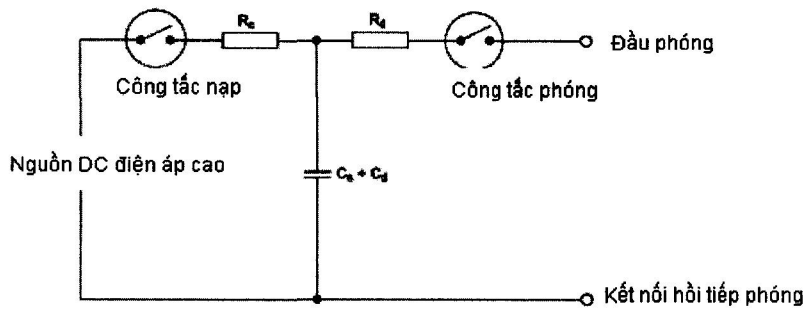 Rc
Rd
Đầu phóng
Công tắc nạp
Công tắc phóng
Nguồn DC điện áp cao
Cs + Cd
Kết nối hồi tiếp phóng